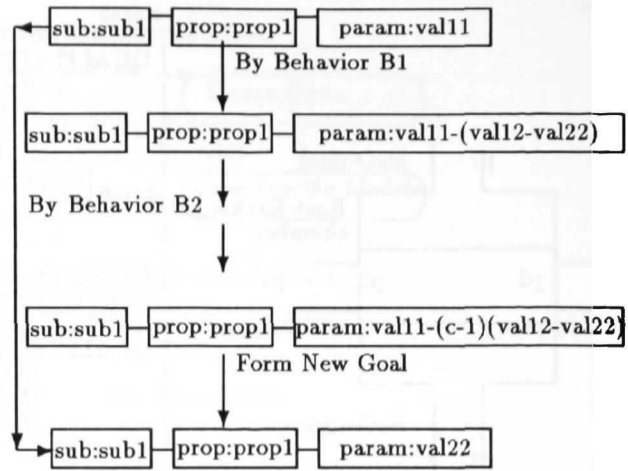 sub:sub1 prop:prop1 param:val11
By Behavior B1
sub:sub1 prop:prop1 param:val11-(val12-val22)
By Behavior B2
sub:sub1 prop:prop1 param:val11-(c-1)(val12-val22)
Form New Goal
sub:sub1 prop:prop1 param:val22